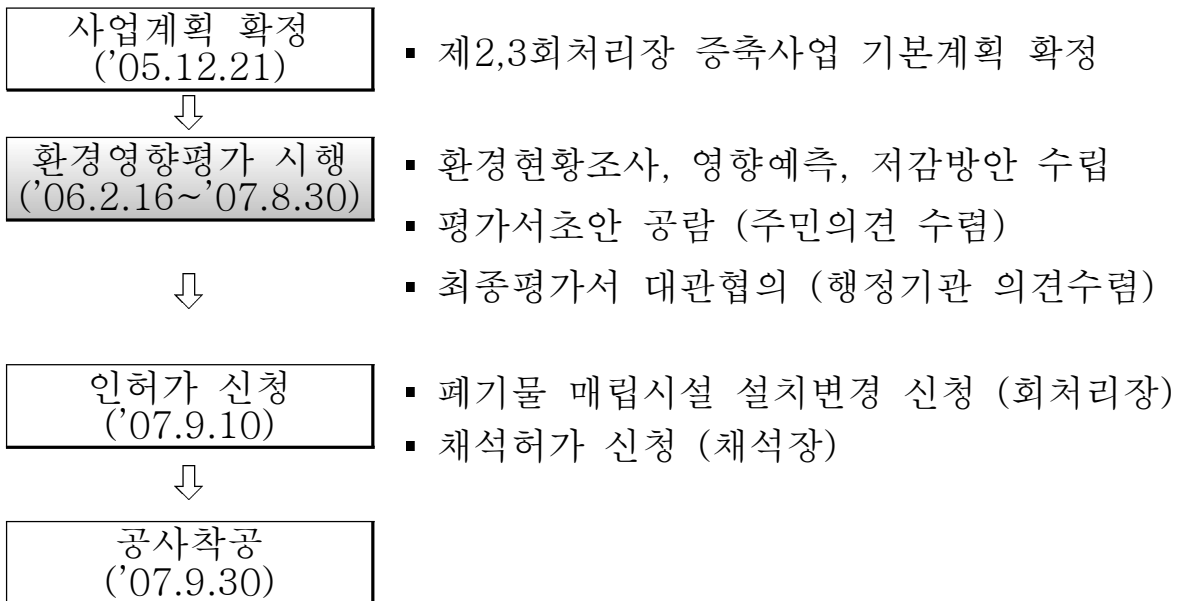 사업계획 확정
(’05.12.21)
▪ 제2,3회처리장 증축사업 기본계획 확정
환경영향평가 시행
(’06.2.16~’07.8.30)
▪ 환경현황조사, 영향예측, 저감방안 수립
▪ 평가서초안 공람 (주민의견 수렴)
▪ 최종평가서 대관협의 (행정기관 의견수렴)
인허가 신청
(’07.9.10)
▪ 폐기물 매립시설 설치변경 신청 (회처리장)
▪ 채석허가 신청 (채석장)
공사착공
(’07.9.30)